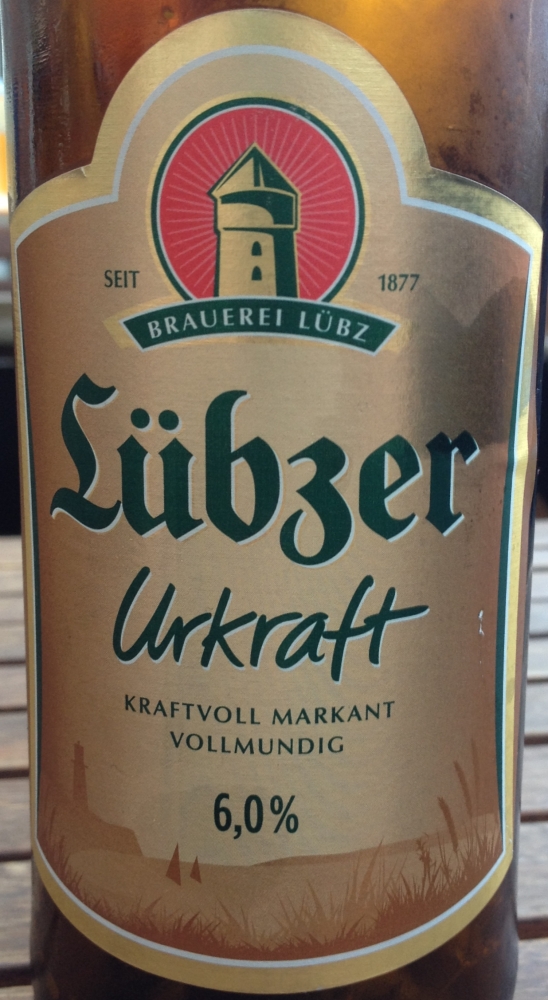 SEIT 1877
BRAUEREI LÜBZ
Lübzer
Urkraft
KRAFTVOLL MARKANT
VOLLMUNDIG
6,0%